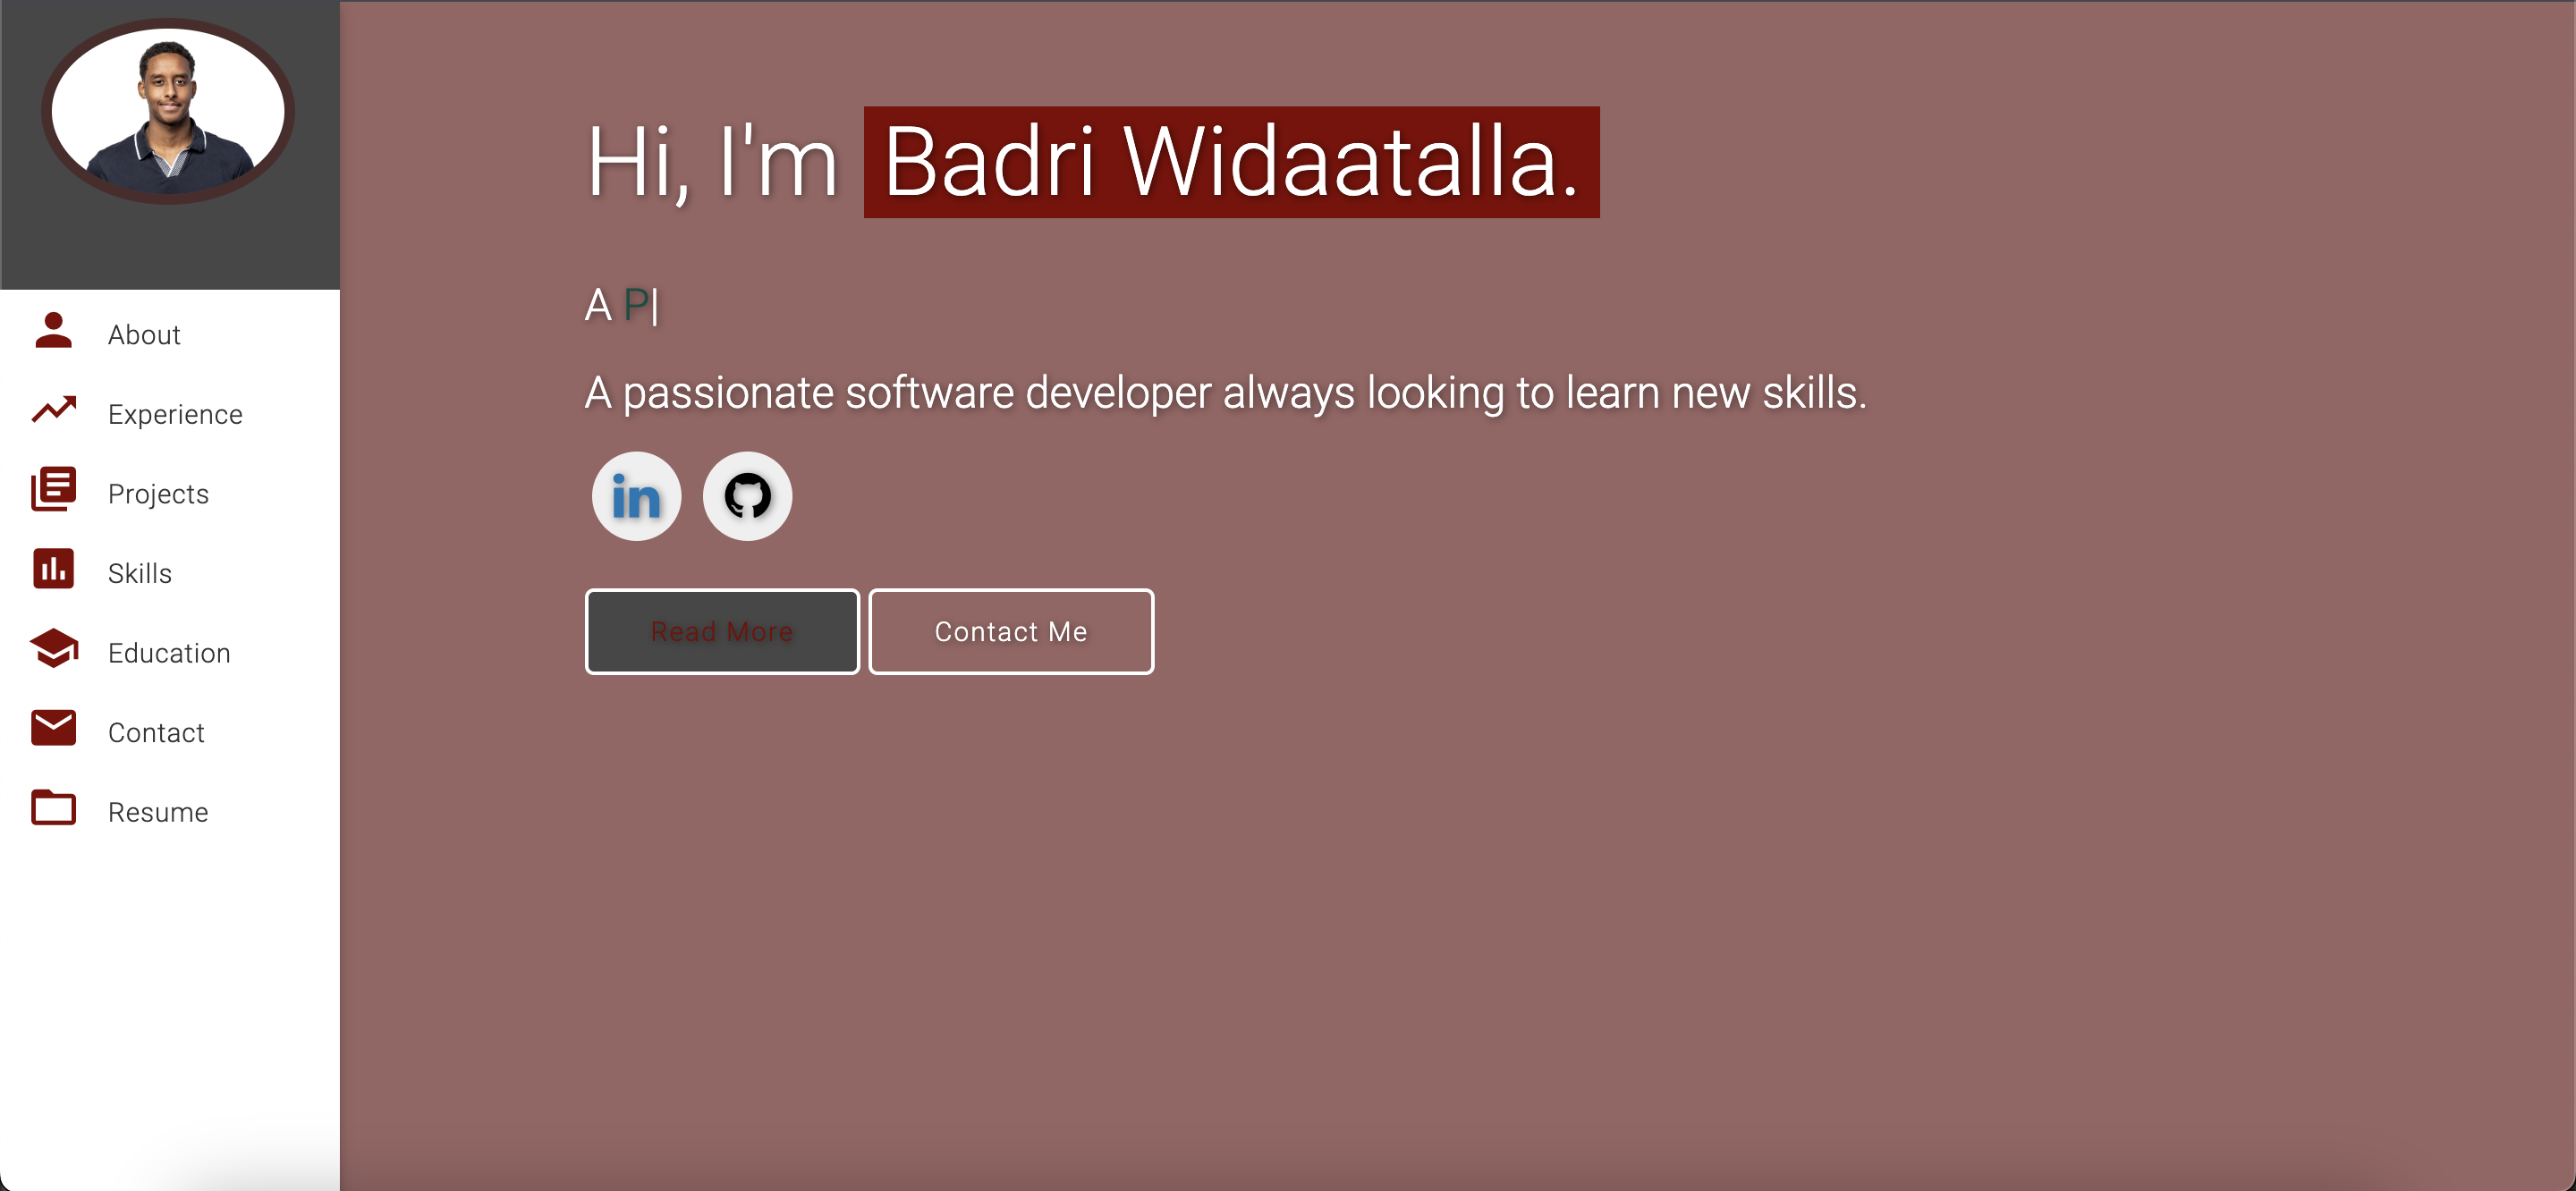 Hi, I'm Badri Widaatalla.
A P|
A passionate software developer always looking to learn new skills.
in
Read More
Contact Me
About
Experience
Projects
Skills
Education
Contact
Resume